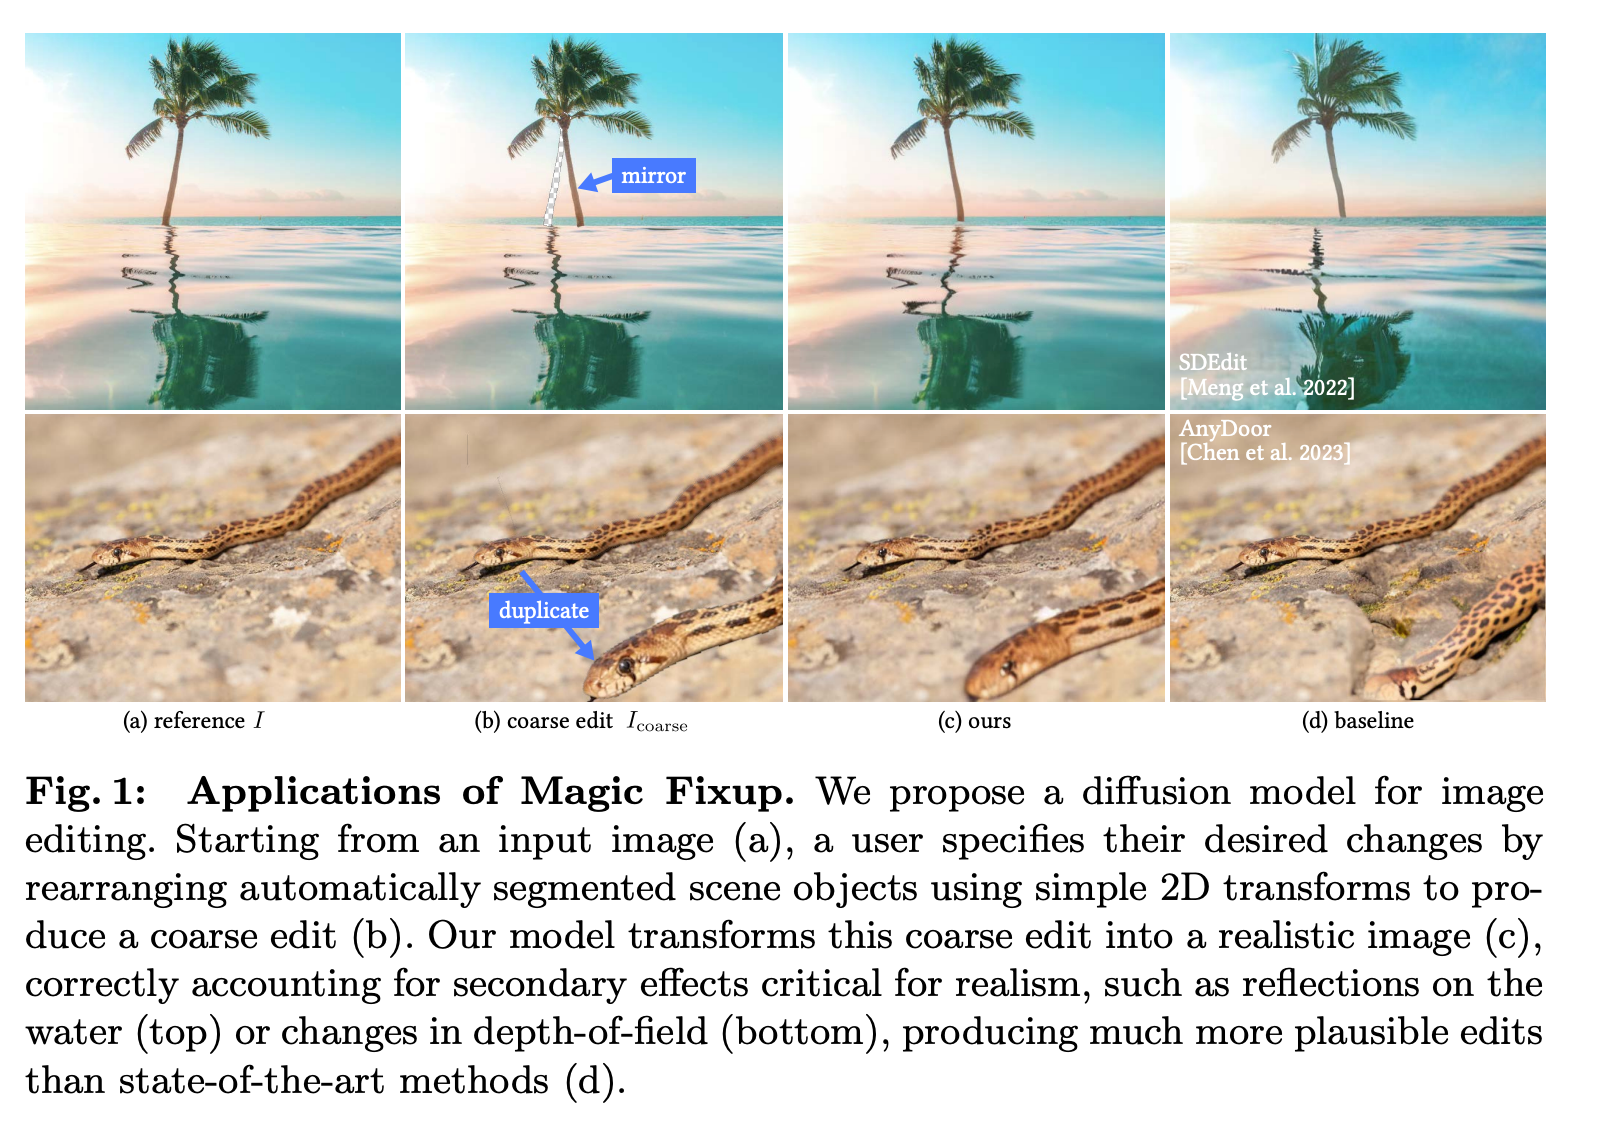 mirror
SDEdit
[Meng et al. 2022]
AnyDoor
[Chen et al. 2023]
duplicate
(a) reference I
(b) coarse edit I_coarse
(c) ours
(d) baseline
Fig. 1: Applications of Magic Fixup. We propose a diffusion model for image
editing. Starting from an input image (a), a user specifies their desired changes by
rearranging automatically segmented scene objects using simple 2D transforms to pro-
duce a coarse edit (b). Our model transforms this coarse edit into a realistic image (c),
correctly accounting for secondary effects critical for realism, such as reflections on the
water (top) or changes in depth-of-field (bottom), producing much more plausible edits
than state-of-the-art methods (d).